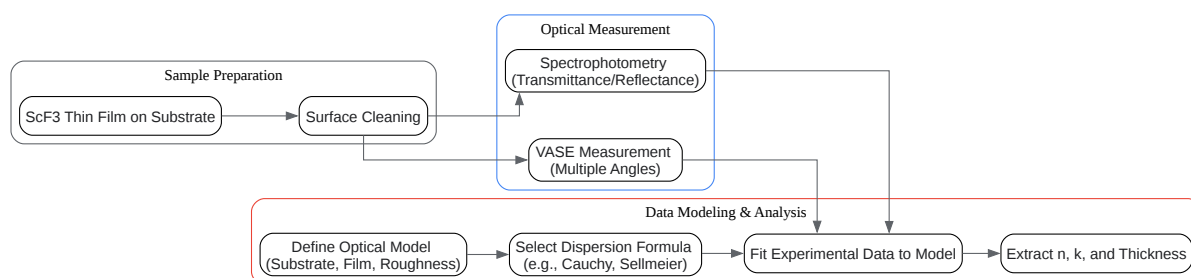 Optical Measurement
Spectrophotometry
(Transmittance/Reflectance)
Sample Preparation
ScF3 Thin Film on Substrate
Surface Cleaning
VASE Measurement
(Multiple Angles)
Data Modeling & Analysis
Define Optical Model
(Substrate, Film, Roughness)
Select Dispersion Formula
(e.g., Cauchy, Sellmeier)
Fit Experimental Data to Model
Extract n, k, and Thickness